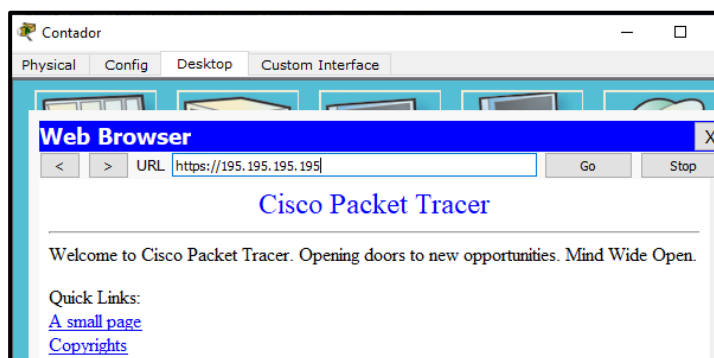 Contador
Physical Config Desktop Custom Interface
Web Browser X
< > URL https://195.195.195.195 Go Stop
Cisco Packet Tracer
Welcome to Cisco Packet Tracer. Opening doors to new opportunities. Mind Wide Open.
Quick Links:
A small page
Copyrights